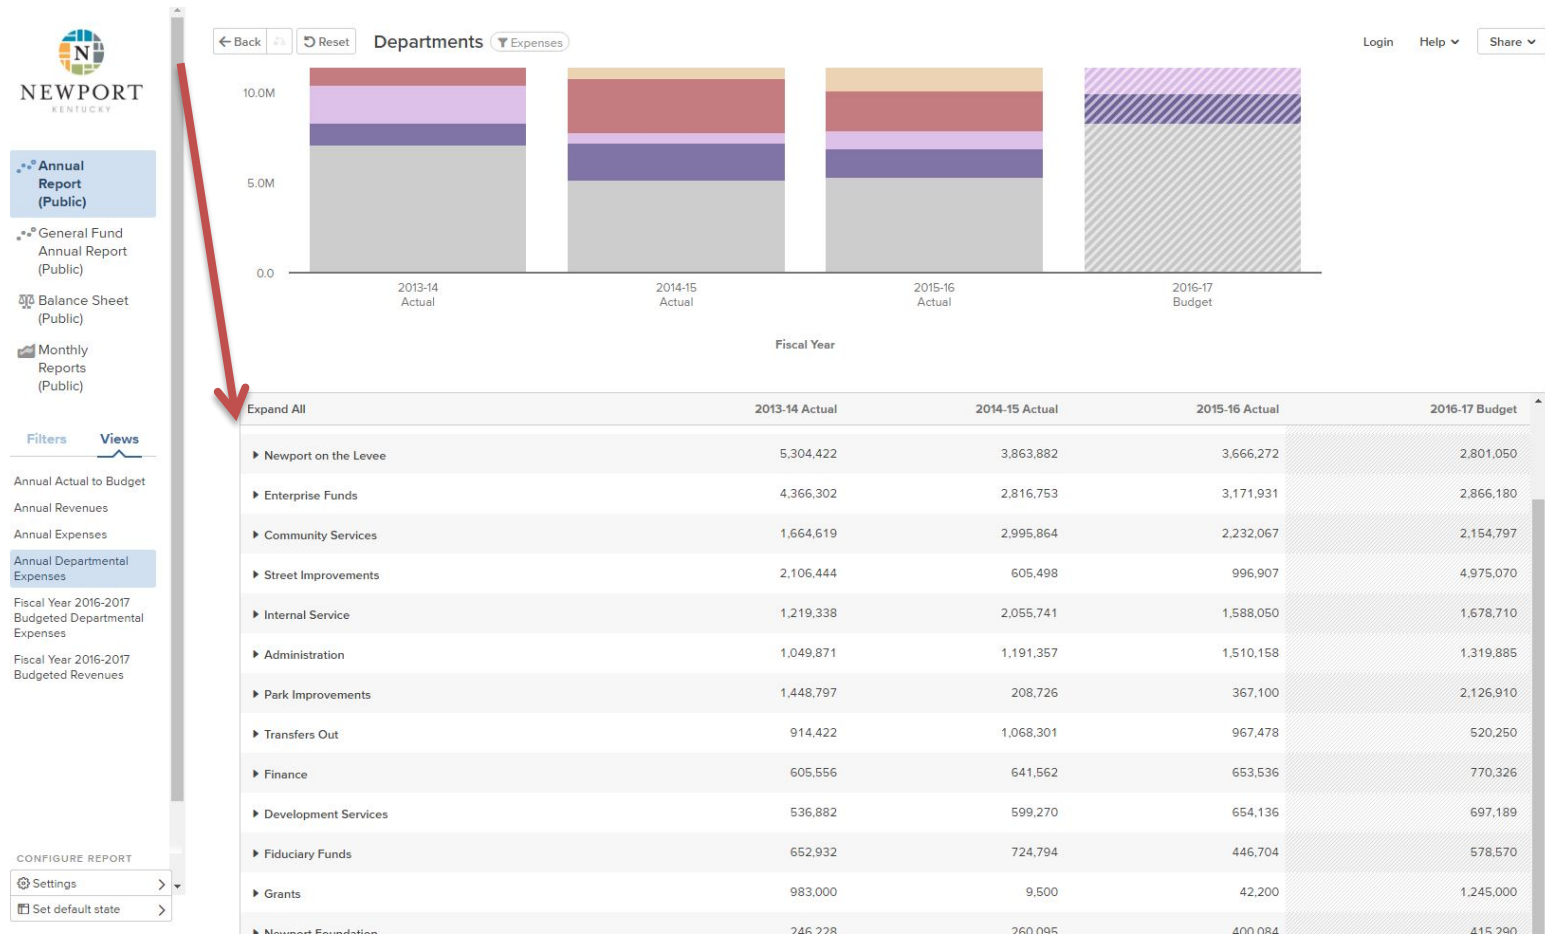 N
NEWPORT
KENTUCKY
Annual
Report
(Public)
General Fund
Annual Report
(Public)
Balance Sheet
(Public)
Monthly
Reports
(Public)
Filters Views
Annual Actual to Budget
Annual Revenues
Annual Expenses
Annual Departmental
Expenses
Fiscal Year 2016-2017
Budgeted Departmental
Expenses
Fiscal Year 2016-2017
Budgeted Revenues
CONFIGURE REPORT
Settings
Set default state
Back Reset Departments Expenses Login Help Share
10.0M
5.0M
0.0
2013-14 2014-15 2015-16 2016-17
Actual Actual Actual Budget
Fiscal Year
Expand All 2013-14 Actual 2014-15 Actual 2015-16 Actual 2016-17 Budget
Newport on the Levee 5,304,422 3,863,882 3,666,272 2,801,050
Enterprise Funds 4,366,302 2,816,753 3,171,931 2,866,180
Community Services 1,664,619 2,995,864 2,232,067 2,154,797
Street Improvements 2,106,444 605,498 996,907 4,975,070
Internal Service 1,219,338 2,055,741 1,588,050 1,678,710
Administration 1,049,871 1,191,357 1,510,158 1,319,885
Park Improvements 1,448,797 208,726 367,100 2,126,910
Transfers Out 914,422 1,068,301 967,478 520,250
Finance 605,556 641,562 653,536 770,326
Development Services 536,882 599,270 654,136 697,189
Fiduciary Funds 652,932 724,794 446,704 578,570
Grants 983,000 9,500 42,200 1,245,000
Newport Foundation 246,228 260,095 400,084 415,290